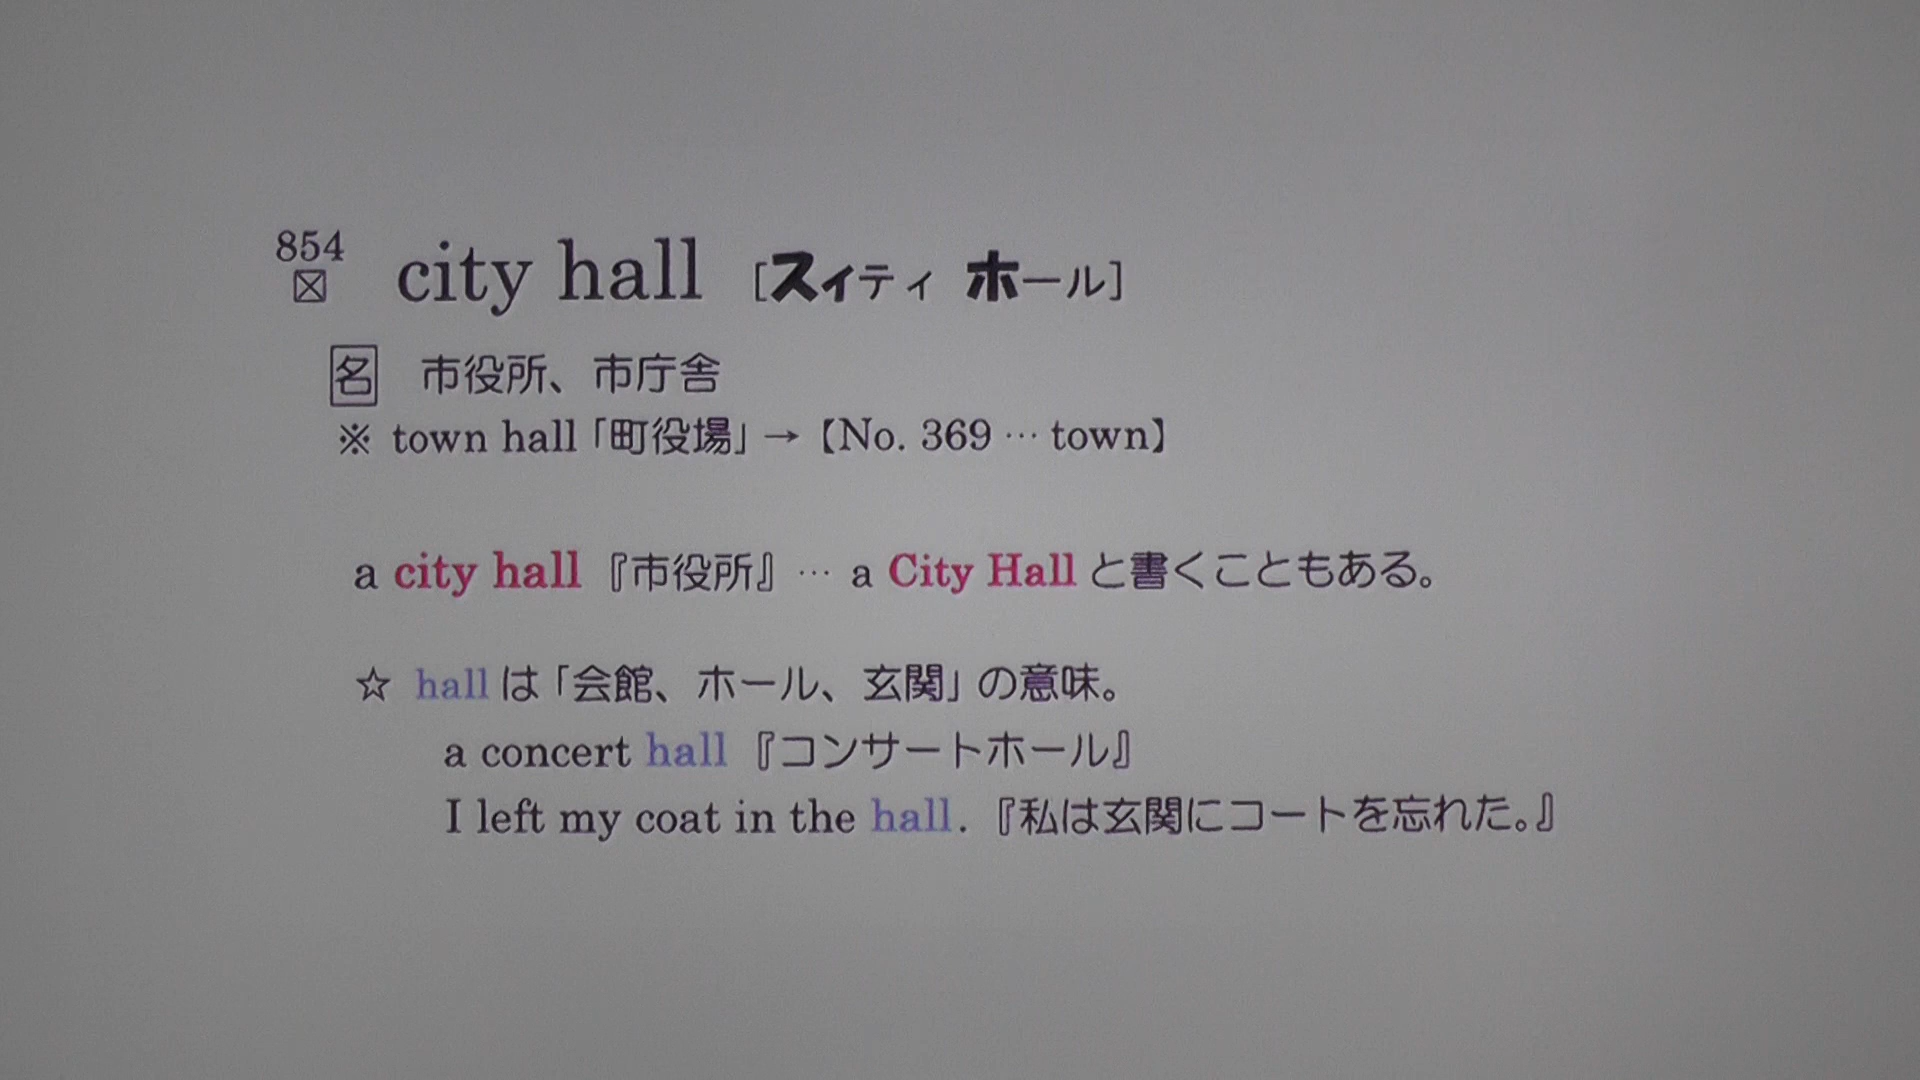 854
☒ city hall [スィティ ホール]
名 市役所、市庁舎
※ town hall「町役場」→【No. 369 … town】
a city hall『市役所』… a City Hall と書くこともある。
☆ hall は「会館、ホール、玄関」の意味。
a concert hall『コンサートホール』
I left my coat in the hall.『私は玄関にコートを忘れた。』